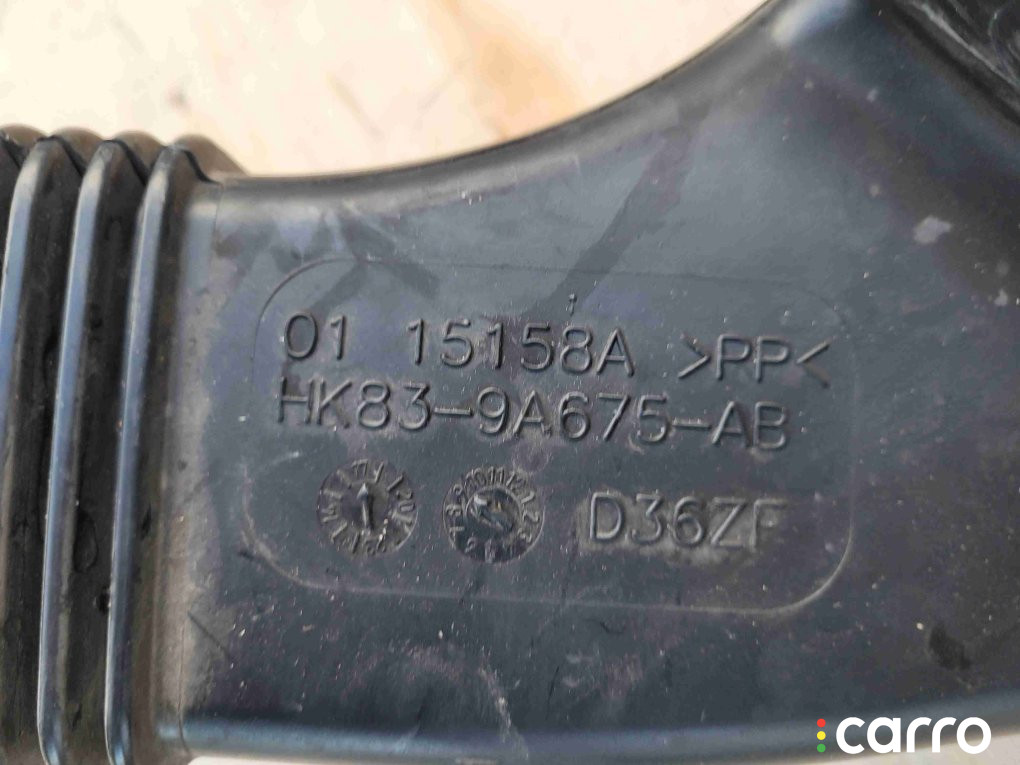 01 15158A >PP<
HK83-9A675-AB
D36ZF
carro